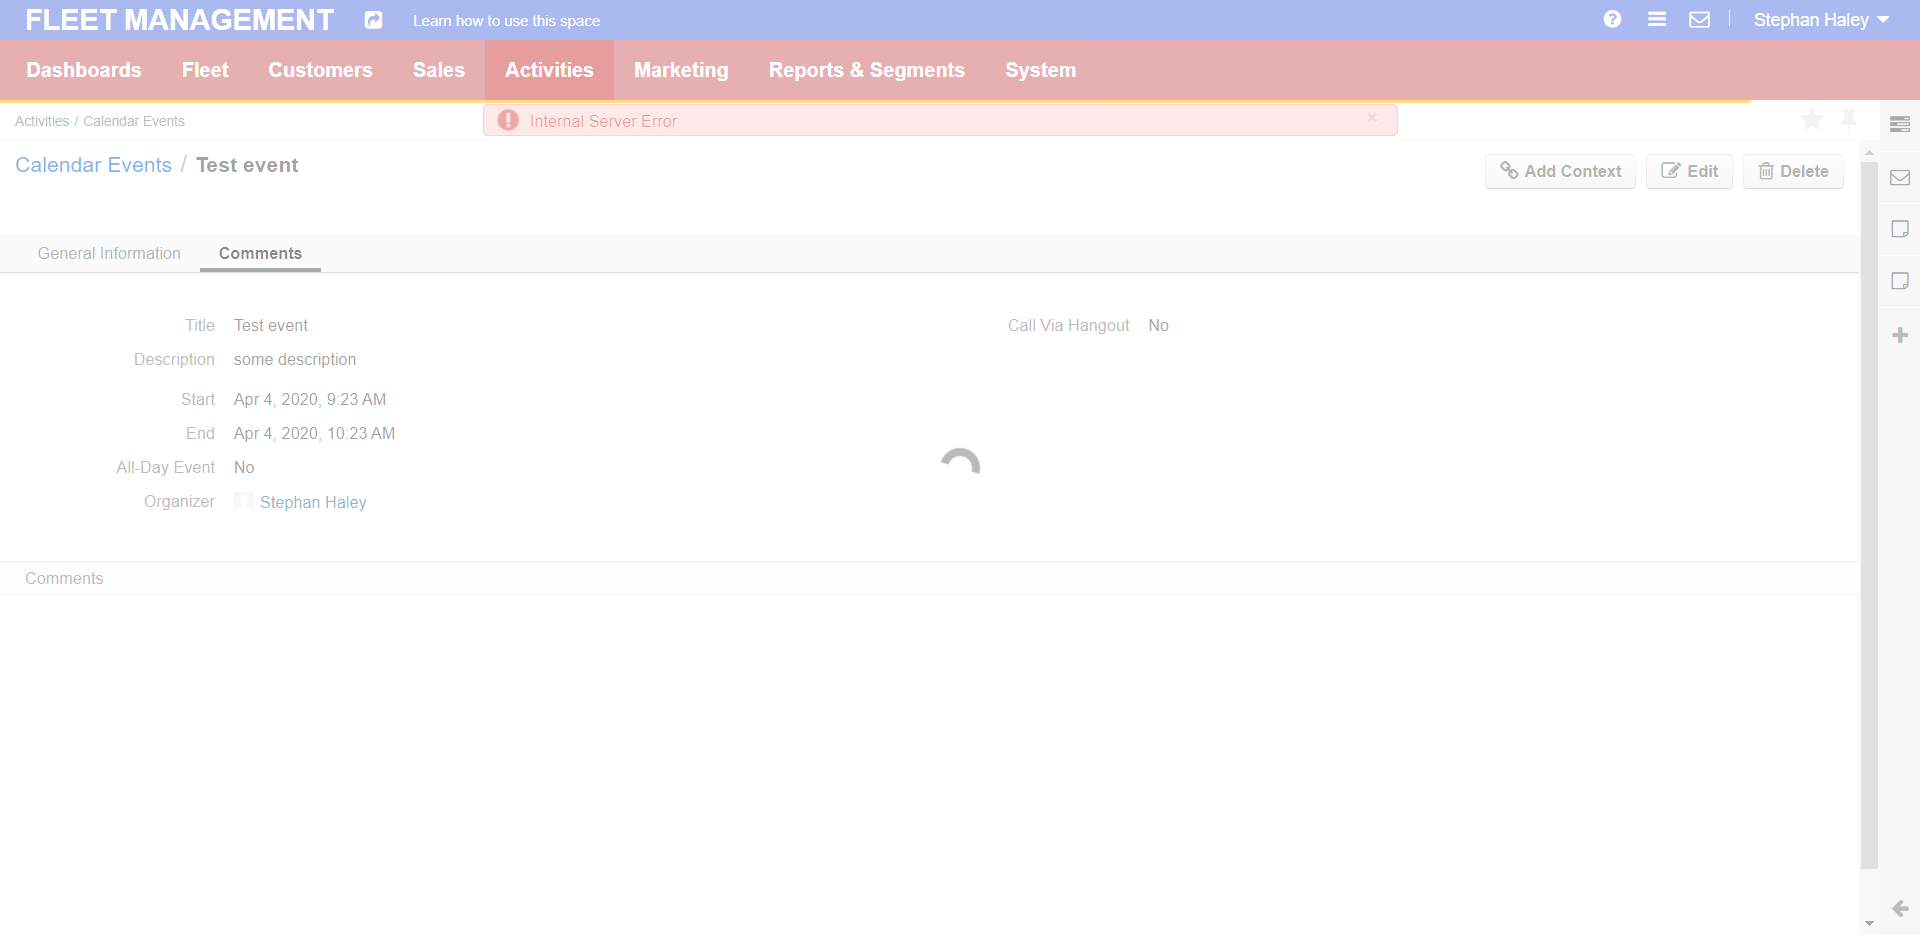 FLEET MANAGEMENT Learn how to use this space Stephan Haley
Dashboards Fleet Customers Sales Activities Marketing Reports & Segments System
Activities / Calendar Events
Internal Server Error
Calendar Events / Test event
Add Context Edit Delete
General Information Comments
Title Test event
Call Via Hangout No
Description some description
Start Apr 4, 2020, 9:23 AM
End Apr 4, 2020, 10:23 AM
All-Day Event No
Organizer Stephan Haley
Comments